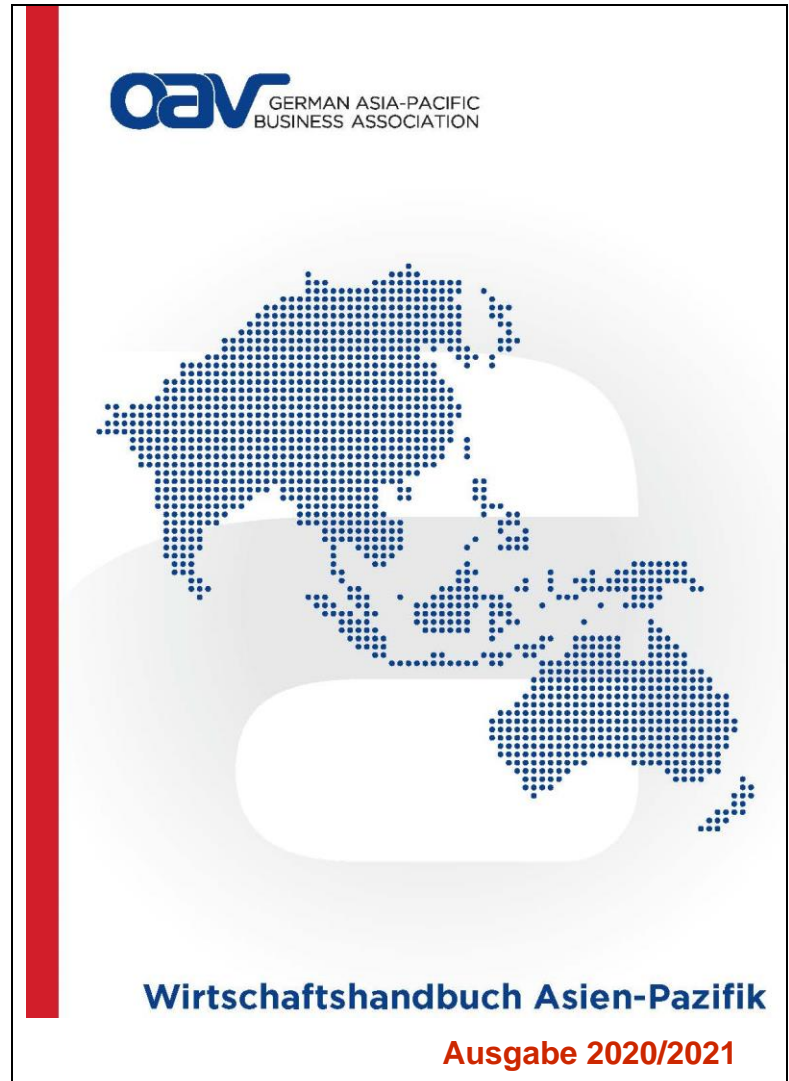 oav GERMAN ASIA-PACIFIC
BUSINESS ASSOCIATION
Wirtschaftshandbuch Asien-Pazifik
Ausgabe 2020/2021